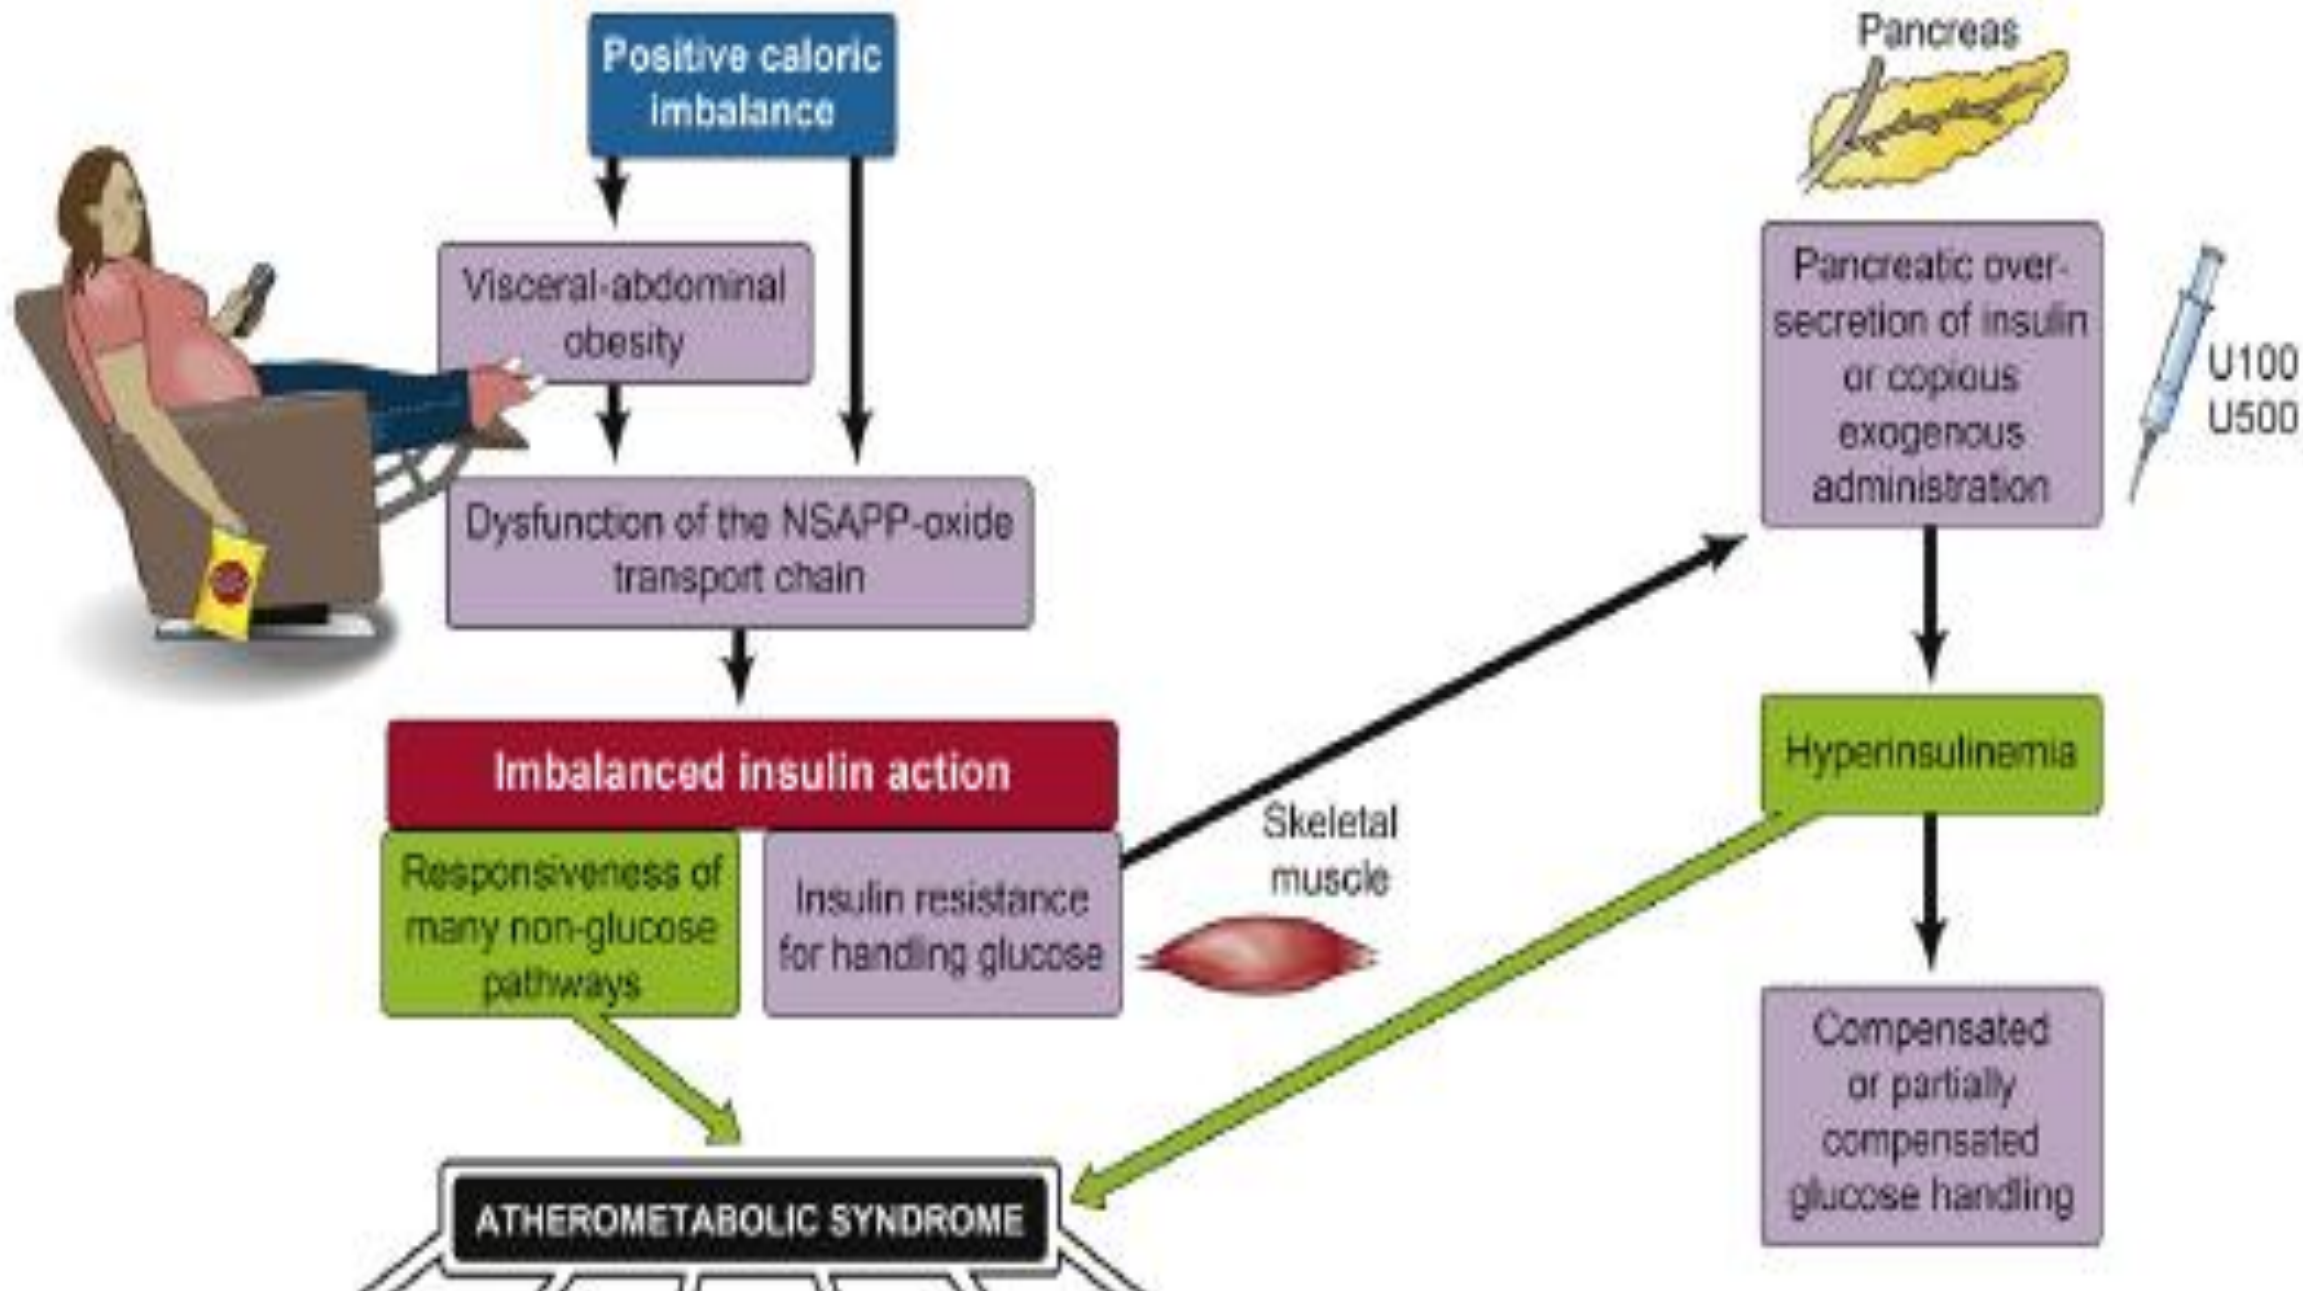 Positive caloric
imbalance
Visceral-abdominal
obesity
Dysfunction of the NSAPP-oxide
transport chain
Imbalanced insulin action
Responsiveness of
many non-glucose
pathways
Insulin resistance
for handling glucose
Skeletal
muscle
Pancreas
Pancreatic over-
secretion of insulin
or copious
exogenous
administration
U100
U500
Hyperinsulinemia
Compensated
or partially
compensated
glucose handling
ATHEROMETABOLIC SYNDROME